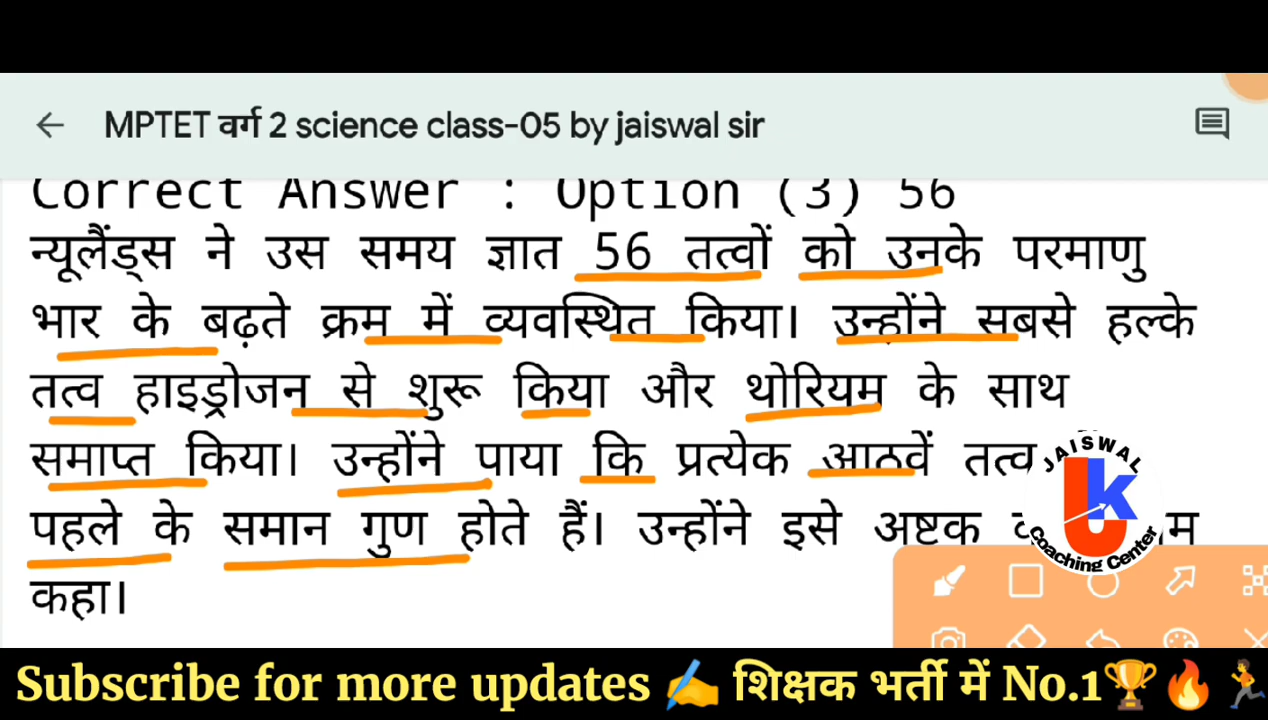 MPTET वर्ग 2 science class-05 by jaiswal sir
Correct Answer : Option (3) 56
न्यूलैंड्स ने उस समय ज्ञात 56 तत्वों को उनके परमाणु
भार के बढ़ते क्रम में व्यवस्थित किया। उन्होंने सबसे हल्के
तत्व हाइड्रोजन से शुरू किया और थोरियम के साथ
समाप्त किया। उन्होंने पाया कि प्रत्येक आठवें तत्व
पहले के समान गुण होते हैं। उन्होंने इसे अष्टक
कहा।
JAISWAL
UK
Coaching Center
Subscribe for more updates ✍️ शिक्षक भर्ती में No.1🏆🔥🏃